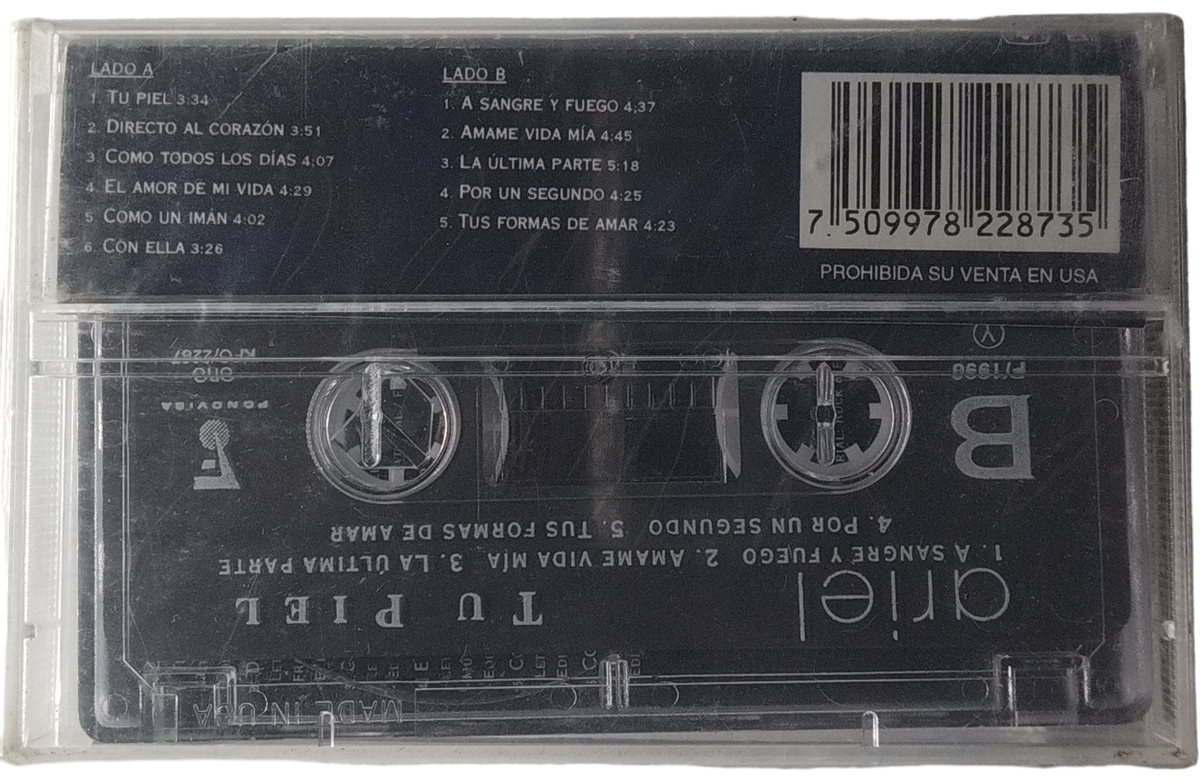 LADO A
1. TU PIEL 3:34
2. DIRECTO AL CORAZÓN 3:51
3 COMO TODOS LOS DÍAS 4:07
4. EL AMOR DE MI VIDA 4:29
5 COMO UN IMÁN 4:02
6. CON ELLA 3:26
LADO B
1. A SANGRE Y FUEGO 4:37
2. AMAME VIDA MÍA 4:45
3. LA ÚLTIMA PARTE 5:18
4. POR UN SEGUNDO 4:25
5. TUS FORMAS DE AMAR 4:23
7 509978 228735
PROHIBIDA SU VENTA EN USA
ariel
TU PIEL
1. A SANGRE Y FUEGO 2. AMAME VIDA MÍA 3. LA ÚLTIMA PARTE
4. POR UN SEGUNDO 5. TUS FORMAS DE AMAR
B
F
FONOVISA
CRO
KFO/2287
P/1998
Y
MADE IN USA